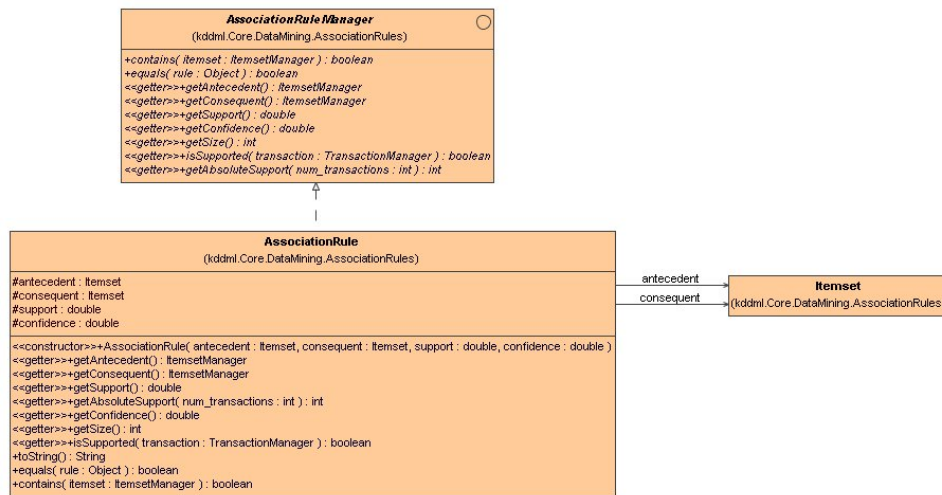 AssociationRuleManager
(kddml.Core.DataMining.AssociationRules)
+contains( itemset : ItemsetManager ) : boolean
+equals( rule : Object ) : boolean
<<getter>>+getAntecedent() : ItemsetManager
<<getter>>+getConsequent() : ItemsetManager
<<getter>>+getSupport() : double
<<getter>>+getConfidence() : double
<<getter>>+getSize() : int
<<getter>>+isSupported( transaction : TransactionManager ) : boolean
<<getter>>+getAbsoluteSupport( num_transactions : int ) : int
AssociationRule
(kddml.Core.DataMining.AssociationRules)
#antecedent : Itemset
#consequent : Itemset
#support : double
#confidence : double
<<constructor>>+AssociationRule( antecedent : Itemset, consequent : Itemset, support : double, confidence : double )
<<getter>>+getAntecedent() : ItemsetManager
<<getter>>+getConsequent() : ItemsetManager
<<getter>>+getSupport() : double
<<getter>>+getAbsoluteSupport( num_transactions : int ) : int
<<getter>>+getConfidence() : double
<<getter>>+getSize() : int
<<getter>>+isSupported( transaction : TransactionManager ) : boolean
+toString() : String
+equals( rule : Object ) : boolean
+contains( itemset : ItemsetManager ) : boolean
antecedent
consequent
Itemset
(kddml.Core.DataMining.AssociationRules)